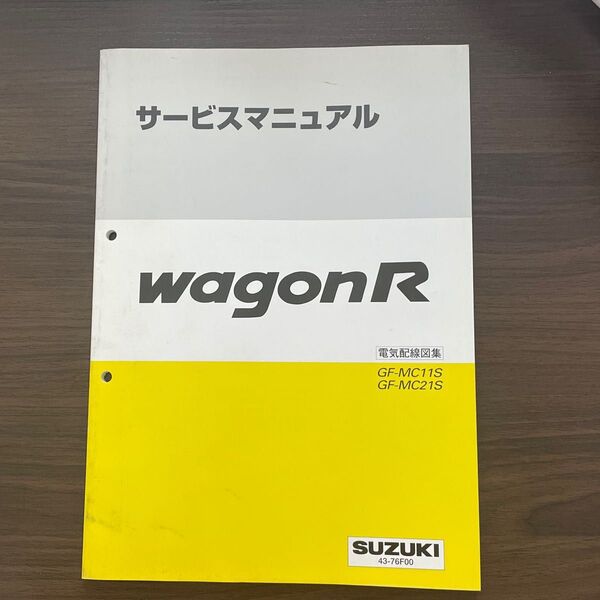 サービスマニュアル
wagonR
電気配線図集
GF-MC11S
GF-MC21S
SUZUKI
43-76F00